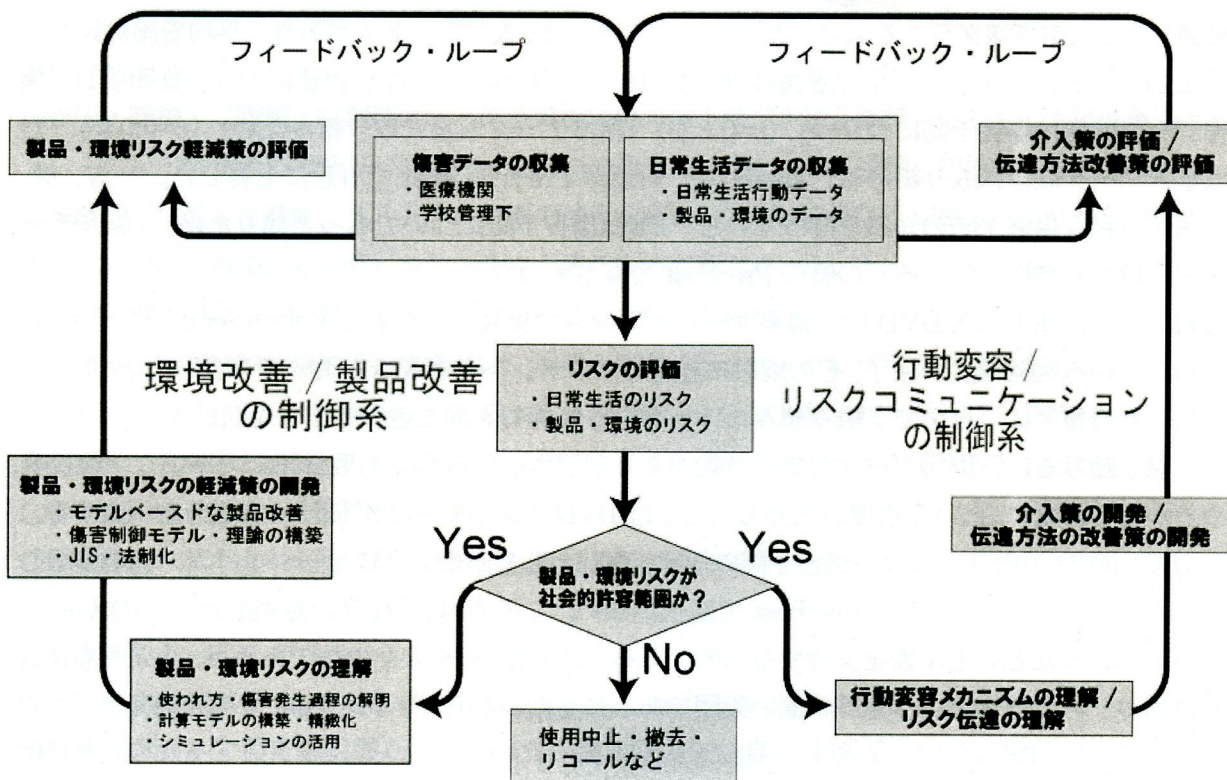 フィードバック・ループ
フィードバック・ループ
製品・環境リスク軽減策の評価
傷害データの収集
・医療機関
・学校管理下
日常生活データの収集
・日常生活行動データ
・製品・環境のデータ
介入策の評価 /
伝達方法改善策の評価
環境改善 / 製品改善
の制御系
リスクの評価
・日常生活のリスク
・製品・環境のリスク
行動変容 /
リスクコミュニケーション
の制御系
製品・環境リスクの軽減策の開発
・モデルベースドな製品改善
・傷害制御モデル・理論の構築
・JIS・法制化
介入策の開発 /
伝達方法の改善策の開発
Yes
Yes
製品・環境リスクが
社会的許容範囲か?
No
製品・環境リスクの理解
・使われ方・傷害発生過程の解明
・計算モデルの構築・精緻化
・シミュレーションの活用
行動変容メカニズムの理解 /
リスク伝達の理解
使用中止・撤去・
リコールなど